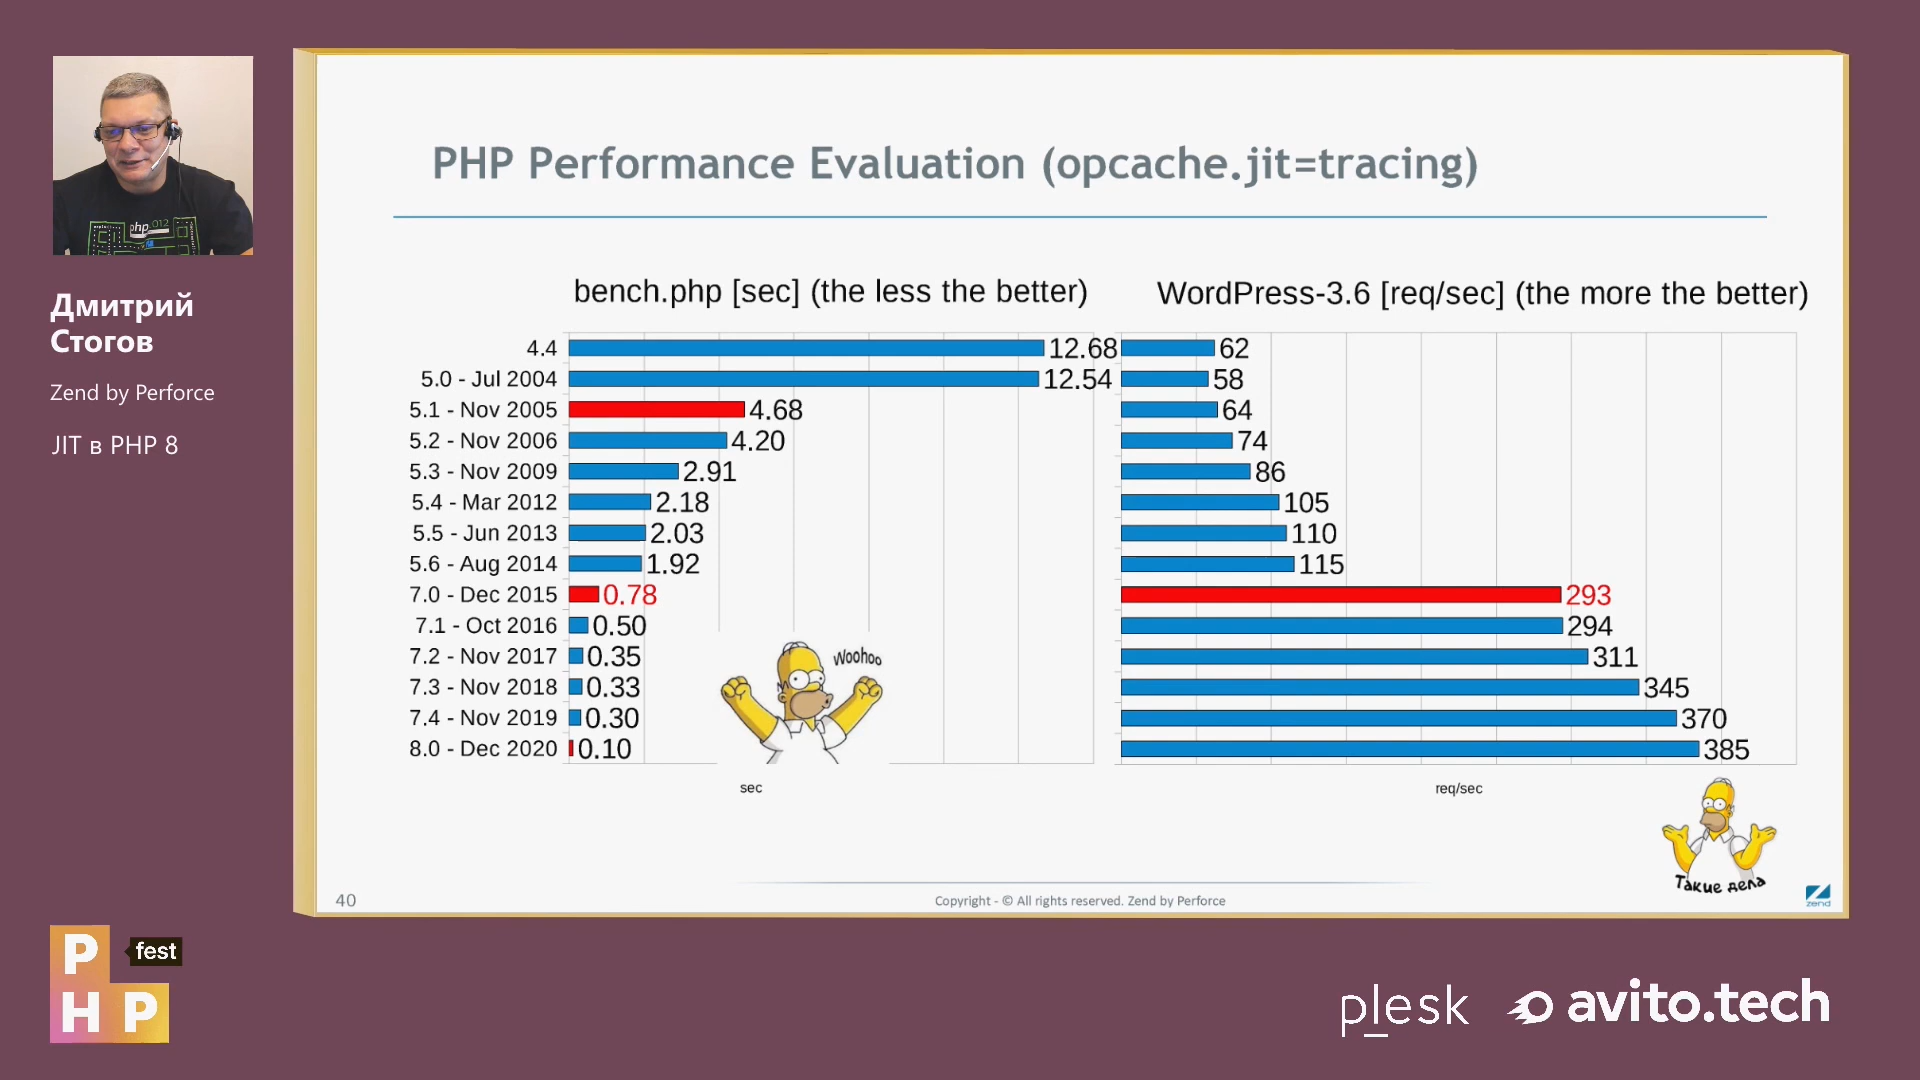 Дмитрий
Стогов
Zend by Perforce
JIT в PHP 8
php 2012
PHP Performance Evaluation (opcache.jit=tracing)
bench.php [sec] (the less the better)
4.4 12.68
5.0 - Jul 2004 12.54
5.1 - Nov 2005 4.68
5.2 - Nov 2006 4.20
5.3 - Nov 2009 2.91
5.4 - Mar 2012 2.18
5.5 - Jun 2013 2.03
5.6 - Aug 2014 1.92
7.0 - Dec 2015 0.78
7.1 - Oct 2016 0.50
7.2 - Nov 2017 0.35
7.3 - Nov 2018 0.33
7.4 - Nov 2019 0.30
8.0 - Dec 2020 0.10
sec
Woohoo
WordPress-3.6 [req/sec] (the more the better)
62
58
64
74
86
105
110
115
293
294
311
345
370
385
req/sec
Такие дела
40
Copyright - © All rights reserved. Zend by Perforce
zend
P fest
HP
plesk
avito.tech